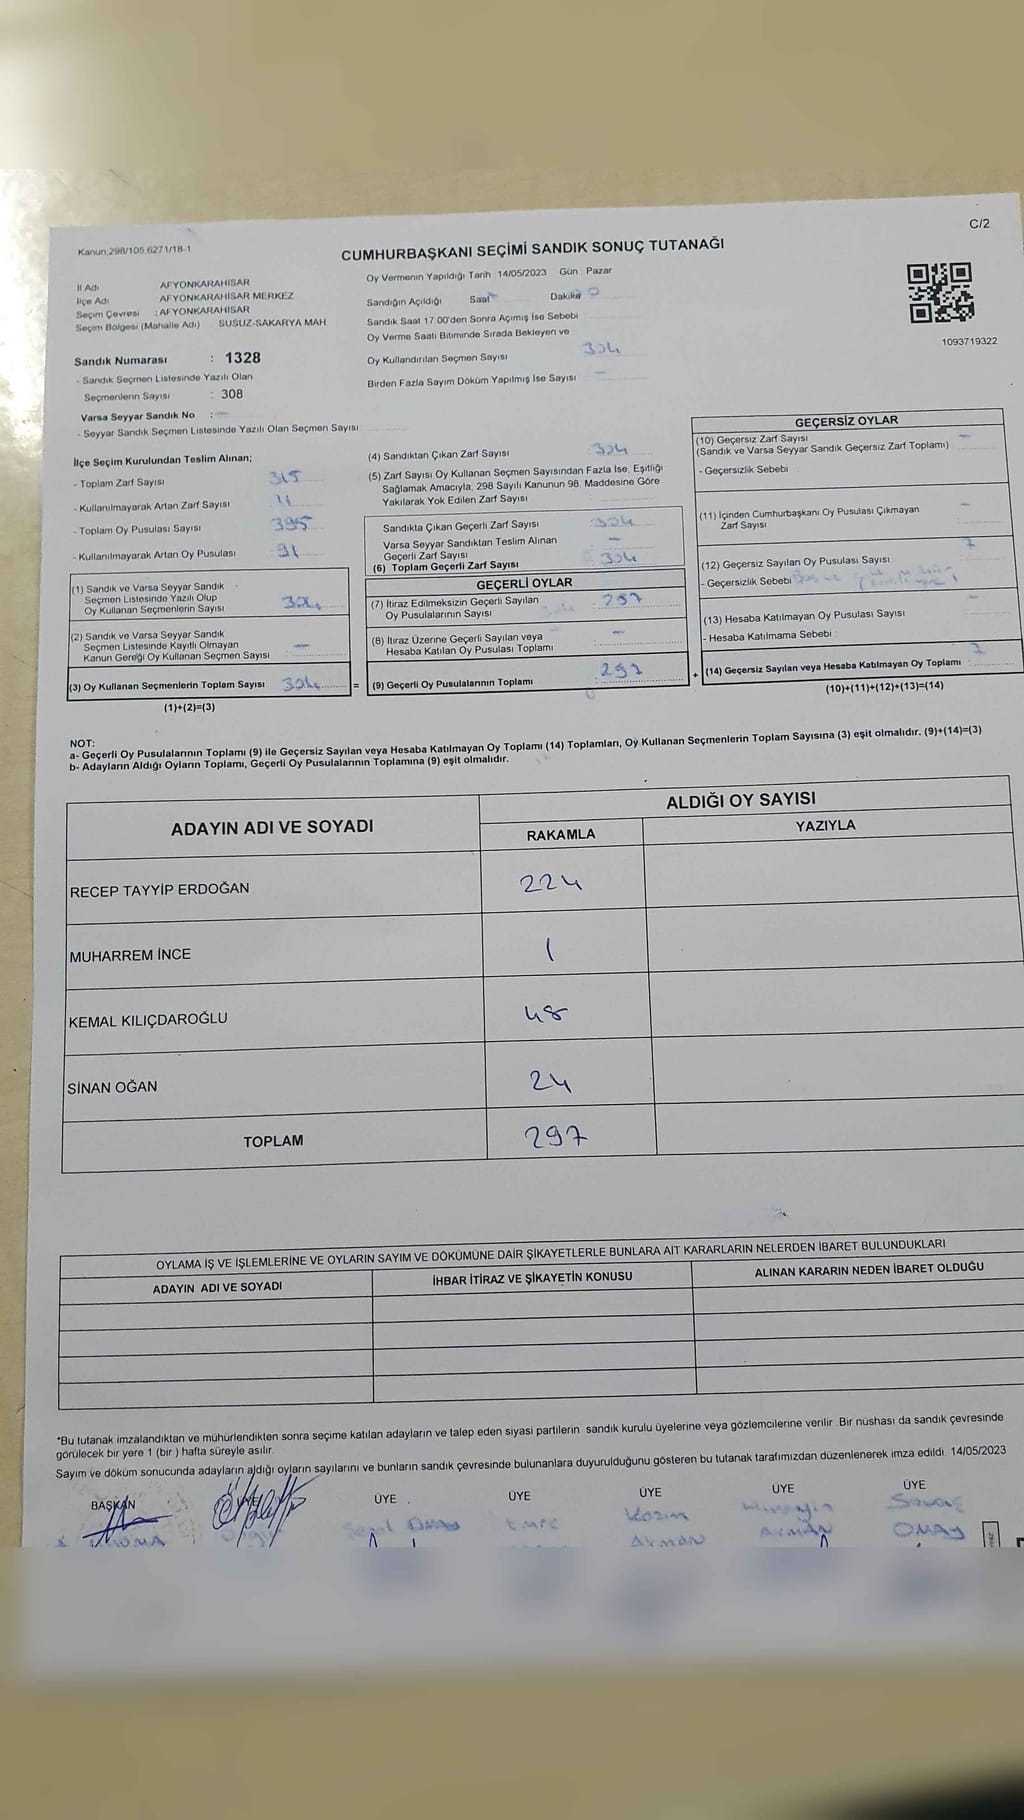 C/2
Kanun;298/105 6271/18-1
CUMHURBAŞKANI SEÇİMİ SANDIK SONUÇ TUTANAĞI
İl Adı AFYONKARAHİSAR
İlçe Adı AFYONKARAHİSAR MERKEZ
Seçim Çevresi : AFYONKARAHİSAR
Seçim Bölgesi (Mahalle Adı) SUSUZ-SAKARYA MAH.
Sandık Numarası : 1328
- Sandık Seçmen Listesinde Yazılı Olan
Seçmenlerin Sayısı : 308
Varsa Seyyar Sandık No : -
- Seyyar Sandık Seçmen Listesinde Yazılı Olan Seçmen Sayısı
Oy Vermenin Yapıldığı Tarih 14/05/2023 Gün Pazar
Sandığın Açıldığı Saat Dakika
Sandık Saat 17:00'den Sonra Açımış İse Sebebi
Oy Verme Saati Bitiminde Sırada Bekleyen ve
Oy Kullandırılan Seçmen Sayısı 304
Birden Fazla Sayım Döküm Yapılmış İse Sayısı -
1093719322
İlçe Seçim Kurulundan Teslim Alınan;
- Toplam Zarf Sayısı 315
- Kullanılmayarak Artan Zarf Sayısı 11
- Toplam Oy Pusulası Sayısı 395
- Kullanılmayarak Artan Oy Pusulası 91
(1) Sandık ve Varsa Seyyar Sandık
Seçmen Listesinde Yazılı Olup
Oy Kullanan Seçmenlerin Sayısı 304
(2) Sandık ve Varsa Seyyar Sandık
Seçmen Listesinde Kayıtlı Olmayan
Kanun Gereği Oy Kullanan Seçmen Sayısı -
(3) Oy Kullanan Seçmenlerin Toplam Sayısı 304 =
(1)+(2)=(3)
(4) Sandıktan Çıkan Zarf Sayısı 304
(5) Zarf Sayısı Oy Kullanan Seçmen Sayısından Fazla İse, Eşitliği
Sağlamak Amacıyla; 298 Sayılı Kanunun 98. Maddesine Göre
Yakılarak Yok Edilen Zarf Sayısı
Sandıkta Çıkan Geçerli Zarf Sayısı 304
Varsa Seyyar Sandıktan Teslim Alınan
Geçerli Zarf Sayısı -
(6) Toplam Geçerli Zarf Sayısı 304
GEÇERLİ OYLAR
(7) İtiraz Edilmeksizin Geçerli Sayılan
Oy Pusulalarının Sayısı 297
(8) İtiraz Üzerine Geçerli Sayılan veya
Hesaba Katılan Oy Pusulası Toplamı -
(9) Geçerli Oy Pusulalarının Toplamı 297 +
GEÇERSİZ OYLAR
(10) Geçersiz Zarf Sayısı -
(Sandık ve Varsa Seyyar Sandık Geçersiz Zarf Toplamı)
- Geçersizlik Sebebi
(11) İçinden Cumhurbaşkanı Oy Pusulası Çıkmayan
Zarf Sayısı -
(12) Geçersiz Sayılan Oy Pusulası Sayısı 7
- Geçersizlik Sebebi
(13) Hesaba Katılmayan Oy Pusulası Sayısı -
- Hesaba Katılmama Sebebi :
(14) Geçersiz Sayılan veya Hesaba Katılmayan Oy Toplamı 7
(10)+(11)+(12)+(13)=(14)
NOT:
a- Geçerli Oy Pusulalarının Toplamı (9) ile Geçersiz Sayılan veya Hesaba Katılmayan Oy Toplamı (14) Toplamları, Oy Kullanan Seçmenlerin Toplam Sayısına (3) eşit olmalıdır. (9)+(14)=(3)
b- Adayların Aldığı Oyların Toplamı, Geçerli Oy Pusulalarının Toplamına (9) eşit olmalıdır.
ADAYIN ADI VE SOYADI ALDIĞI OY SAYISI
RAKAMLA YAZIYLA
RECEP TAYYİP ERDOĞAN 224
MUHARREM İNCE 1
KEMAL KILIÇDAROĞLU 48
SİNAN OĞAN 24
TOPLAM 297
OYLAMA İŞ VE İŞLEMLERİNE VE OYLARIN SAYIM VE DÖKÜMÜNE DAİR ŞİKAYETLERLE BUNLARA AİT KARARLARIN NELERDEN İBARET BULUNDUKLARI
ADAYIN ADI VE SOYADI İHBAR İTİRAZ VE ŞİKAYETİN KONUSU ALINAN KARARIN NEDEN İBARET OLDUĞU
*Bu tutanak imzalandıktan ve mühürlendikten sonra seçime katılan adayların ve talep eden siyasi partilerin sandık kurulu üyelerine veya gözlemcilerine verilir. Bir nüshası da sandık çevresinde
görülecek bir yere 1 (bir ) hafta süreyle asılır.
Sayım ve döküm sonucunda adayların aldığı oyların sayılarını ve bunların sandık çevresinde bulunanlara duyurulduğunu gösteren bu tutanak tarafımızdan düzenlenerek imza edildi. 14/05/2023
BAŞKAN ÜYE ÜYE ÜYE ÜYE ÜYE ÜYE
Emre Kazım Hüseyin Savaş
Onay Akman Akman Onay